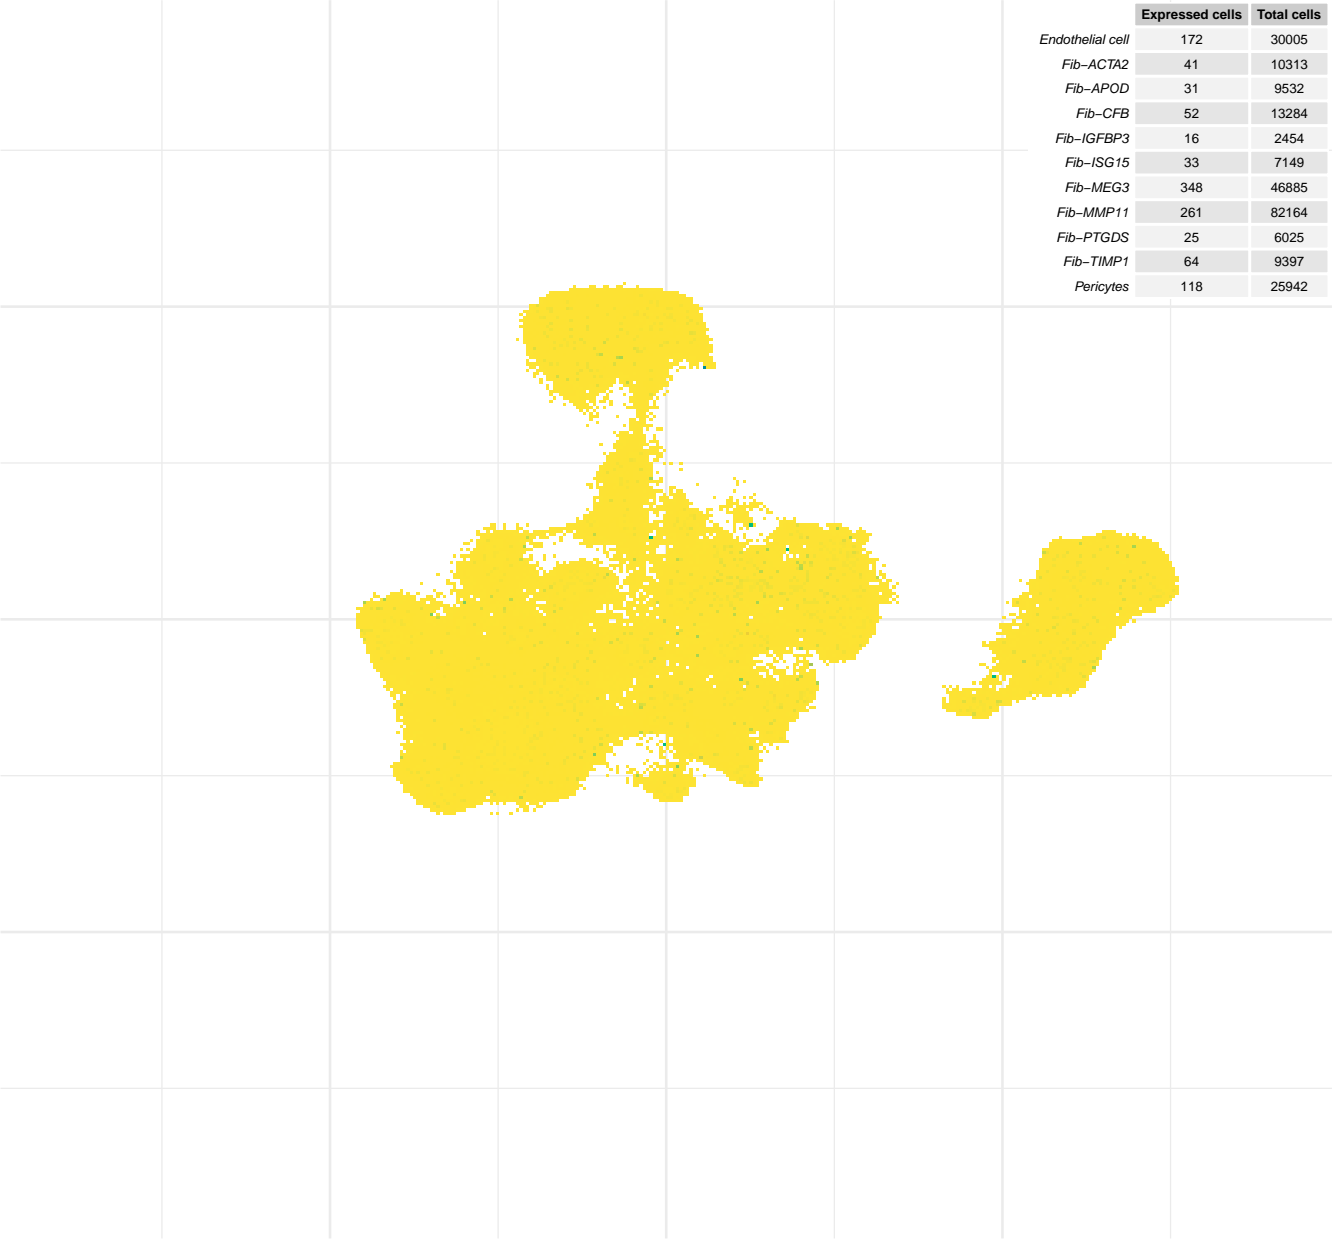 Expressed cells Total cells
Endothelial cell 172 30005
Fib−ACTA2 41 10313
Fib−APOD 31 9532
Fib−CFB 52 13284
Fib−IGFBP3 16 2454
Fib−ISG15 33 7149
Fib−MEG3 348 46885
Fib−MMP11 261 82164
Fib−PTGDS 25 6025
Fib−TIMP1 64 9397
Pericytes 118 25942